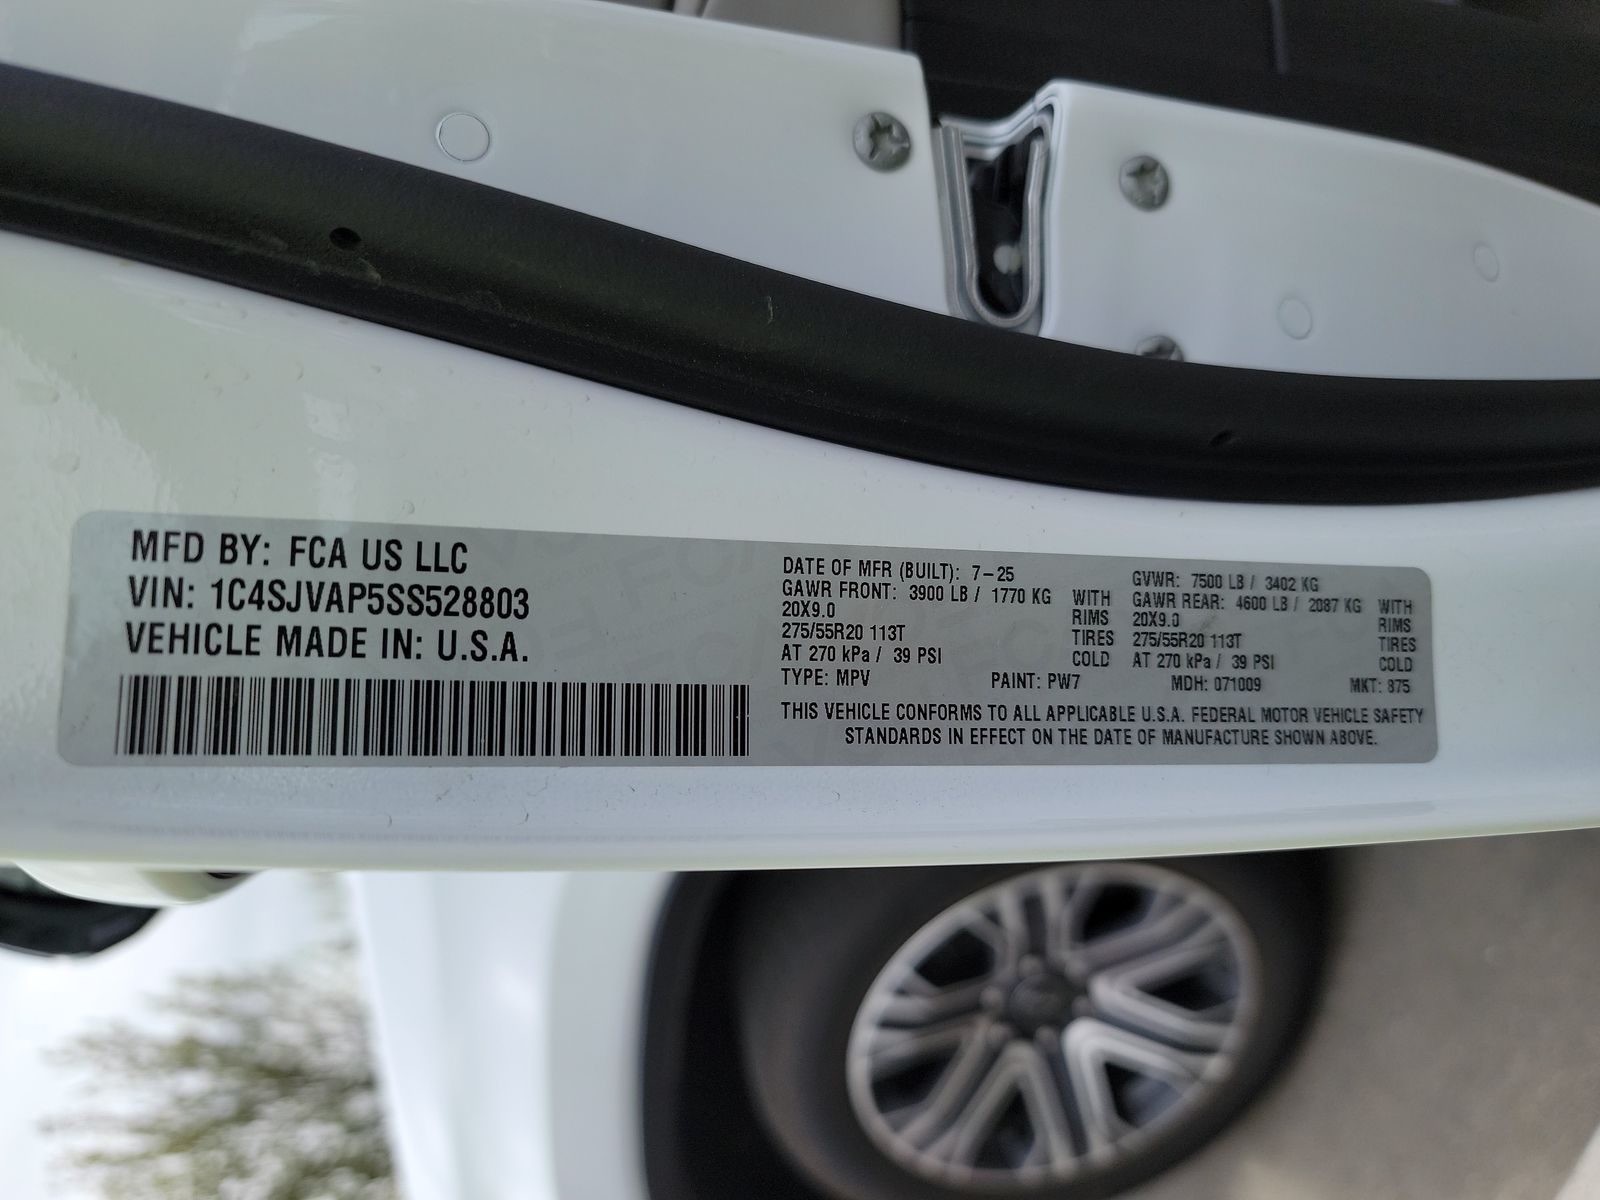 MFD BY: FCA US LLC
VIN: 1C4SJVAP5SS528803
VEHICLE MADE IN: U.S.A.
DATE OF MFR (BUILT): 7-25
GAWR FRONT: 3900 LB / 1770 KG WITH
20X9.0 RIMS
275/55R20 113T TIRES
AT 270 kPa / 39 PSI COLD
GVWR: 7500 LB / 3402 KG
GAWR REAR: 4600 LB / 2087 KG WITH
20X9.0 RIMS
275/55R20 113T TIRES
AT 270 kPa / 39 PSI COLD
TYPE: MPV PAINT: PW7 MDH: 071009 MKT: 875
THIS VEHICLE CONFORMS TO ALL APPLICABLE U.S.A. FEDERAL MOTOR VEHICLE SAFETY
STANDARDS IN EFFECT ON THE DATE OF MANUFACTURE SHOWN ABOVE.